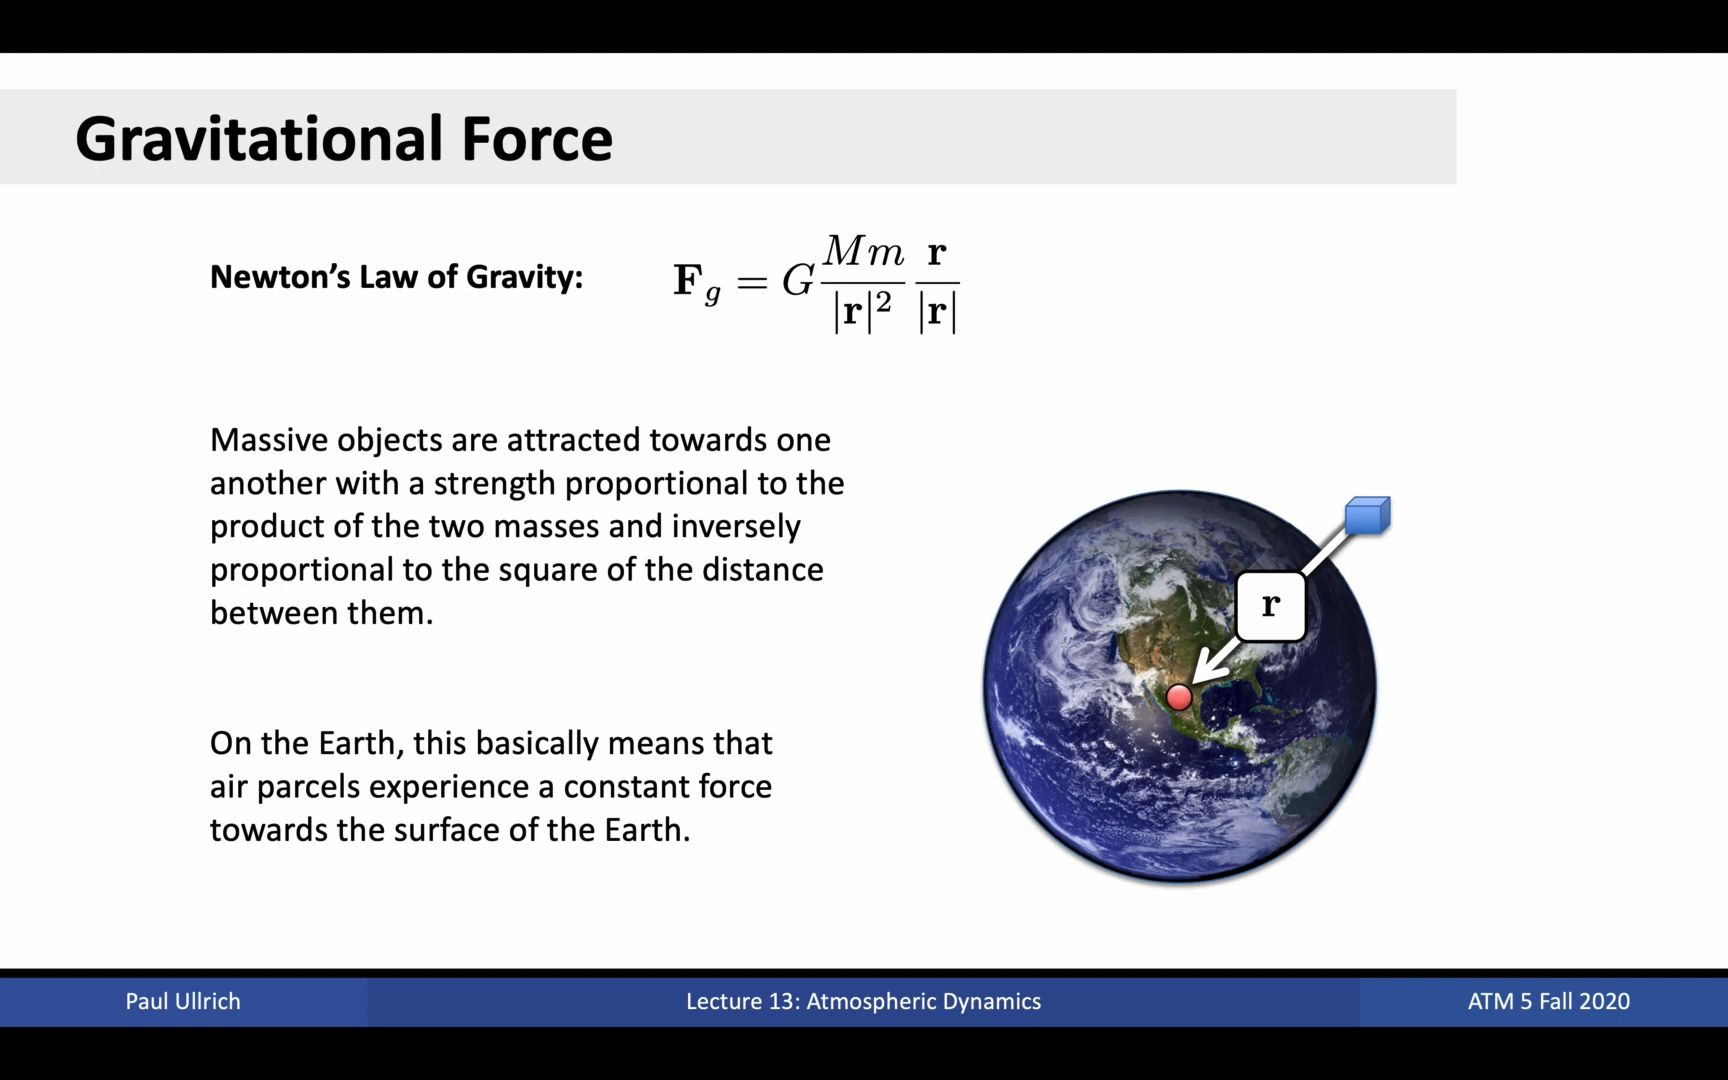 Gravitational Force
Newton’s Law of Gravity: F_g = G \frac{Mm}{|r|^2} \frac{r}{|r|}
Massive objects are attracted towards one
another with a strength proportional to the
product of the two masses and inversely
proportional to the square of the distance
between them.
r
On the Earth, this basically means that
air parcels experience a constant force
towards the surface of the Earth.
Paul Ullrich
Lecture 13: Atmospheric Dynamics
ATM 5 Fall 2020